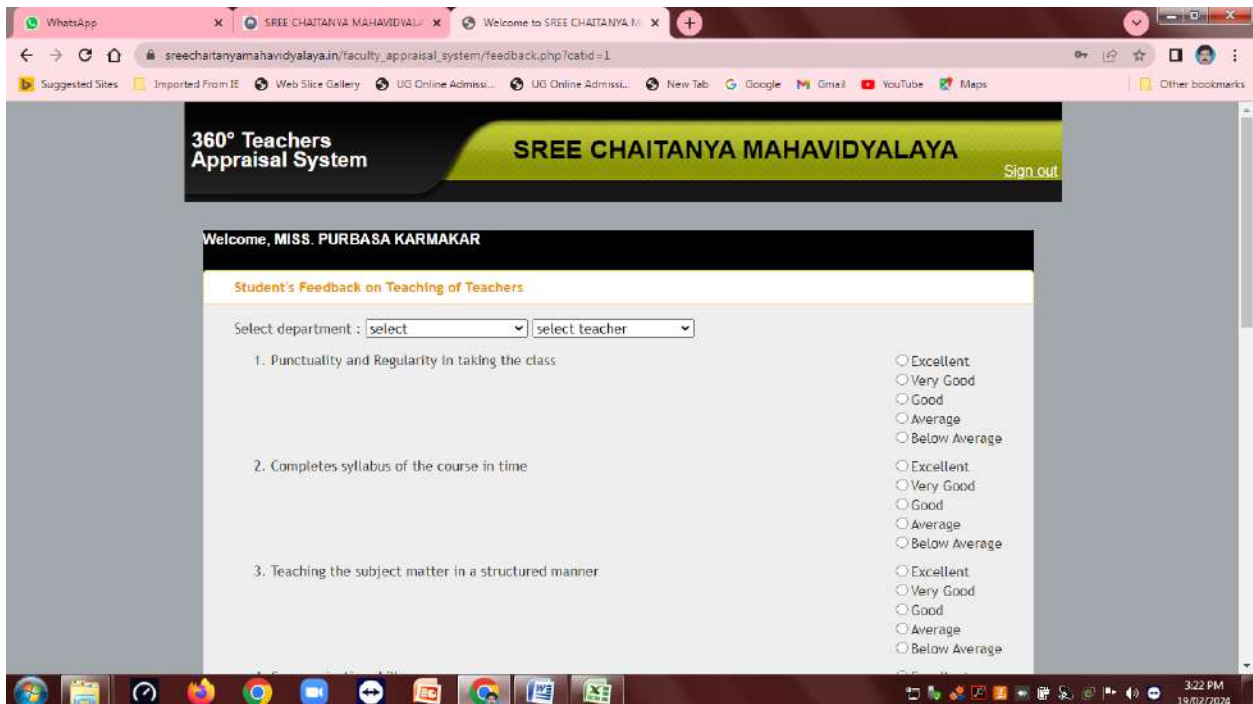 WhatsApp
SREE CHAITANYA MAHAVIDYALA
Welcome to SREE CHAITANYA M
sreechaitanyamahavidyalaya.in/faculty_appraisal_system/feedback.php?catid=1
Suggested Sites Imported From IE Web Slice Gallery UG Online Admissi... UG Online Admissi... New Tab Google Gmail YouTube Maps Other bookmarks
360° Teachers
Appraisal System
SREE CHAITANYA MAHAVIDYALAYA
Sign out
Welcome, MISS. PURBASA KARMAKAR
Student's Feedback on Teaching of Teachers
Select department : select select teacher
1. Punctuality and Regularity in taking the class
Excellent
Very Good
Good
Average
Below Average
2. Completes syllabus of the course in time
Excellent
Very Good
Good
Average
Below Average
3. Teaching the subject matter in a structured manner
Excellent
Very Good
Good
Average
Below Average
3:22 PM
19/02/2024